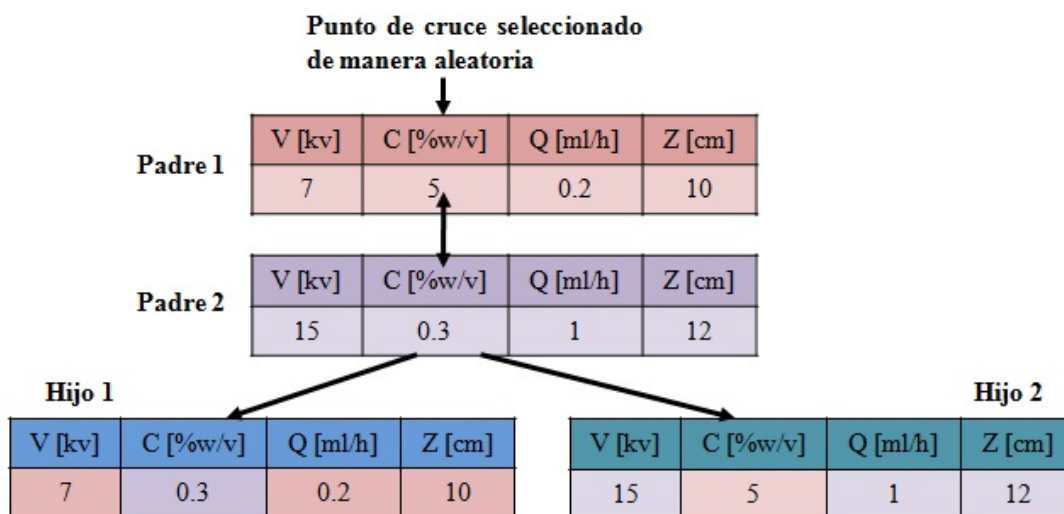 Punto de cruce seleccionado
de manera aleatoria
Padre 1
V [kv] C [%w/v] Q [ml/h] Z [cm]
7 5 0.2 10
Padre 2
V [kv] C [%w/v] Q [ml/h] Z [cm]
15 0.3 1 12
Hijo 1
V [kv] C [%w/v] Q [ml/h] Z [cm]
7 0.3 0.2 10
Hijo 2
V [kv] C [%w/v] Q [ml/h] Z [cm]
15 5 1 12